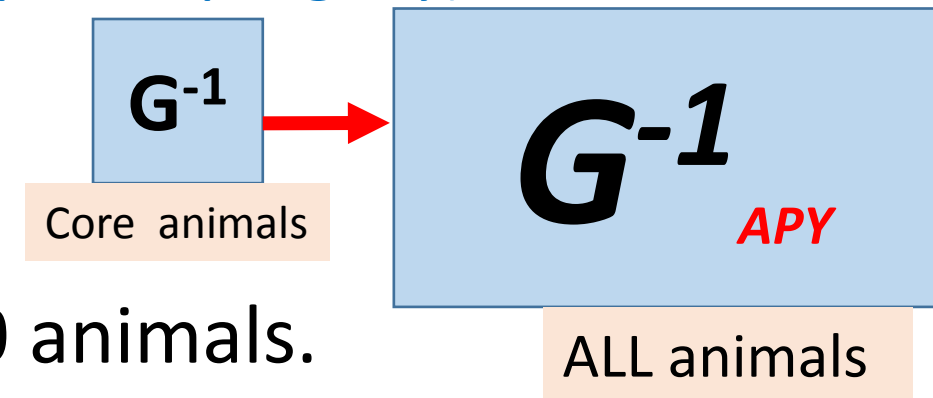 G⁻¹
G⁻¹ APY
Core animals
animals.
ALL animals